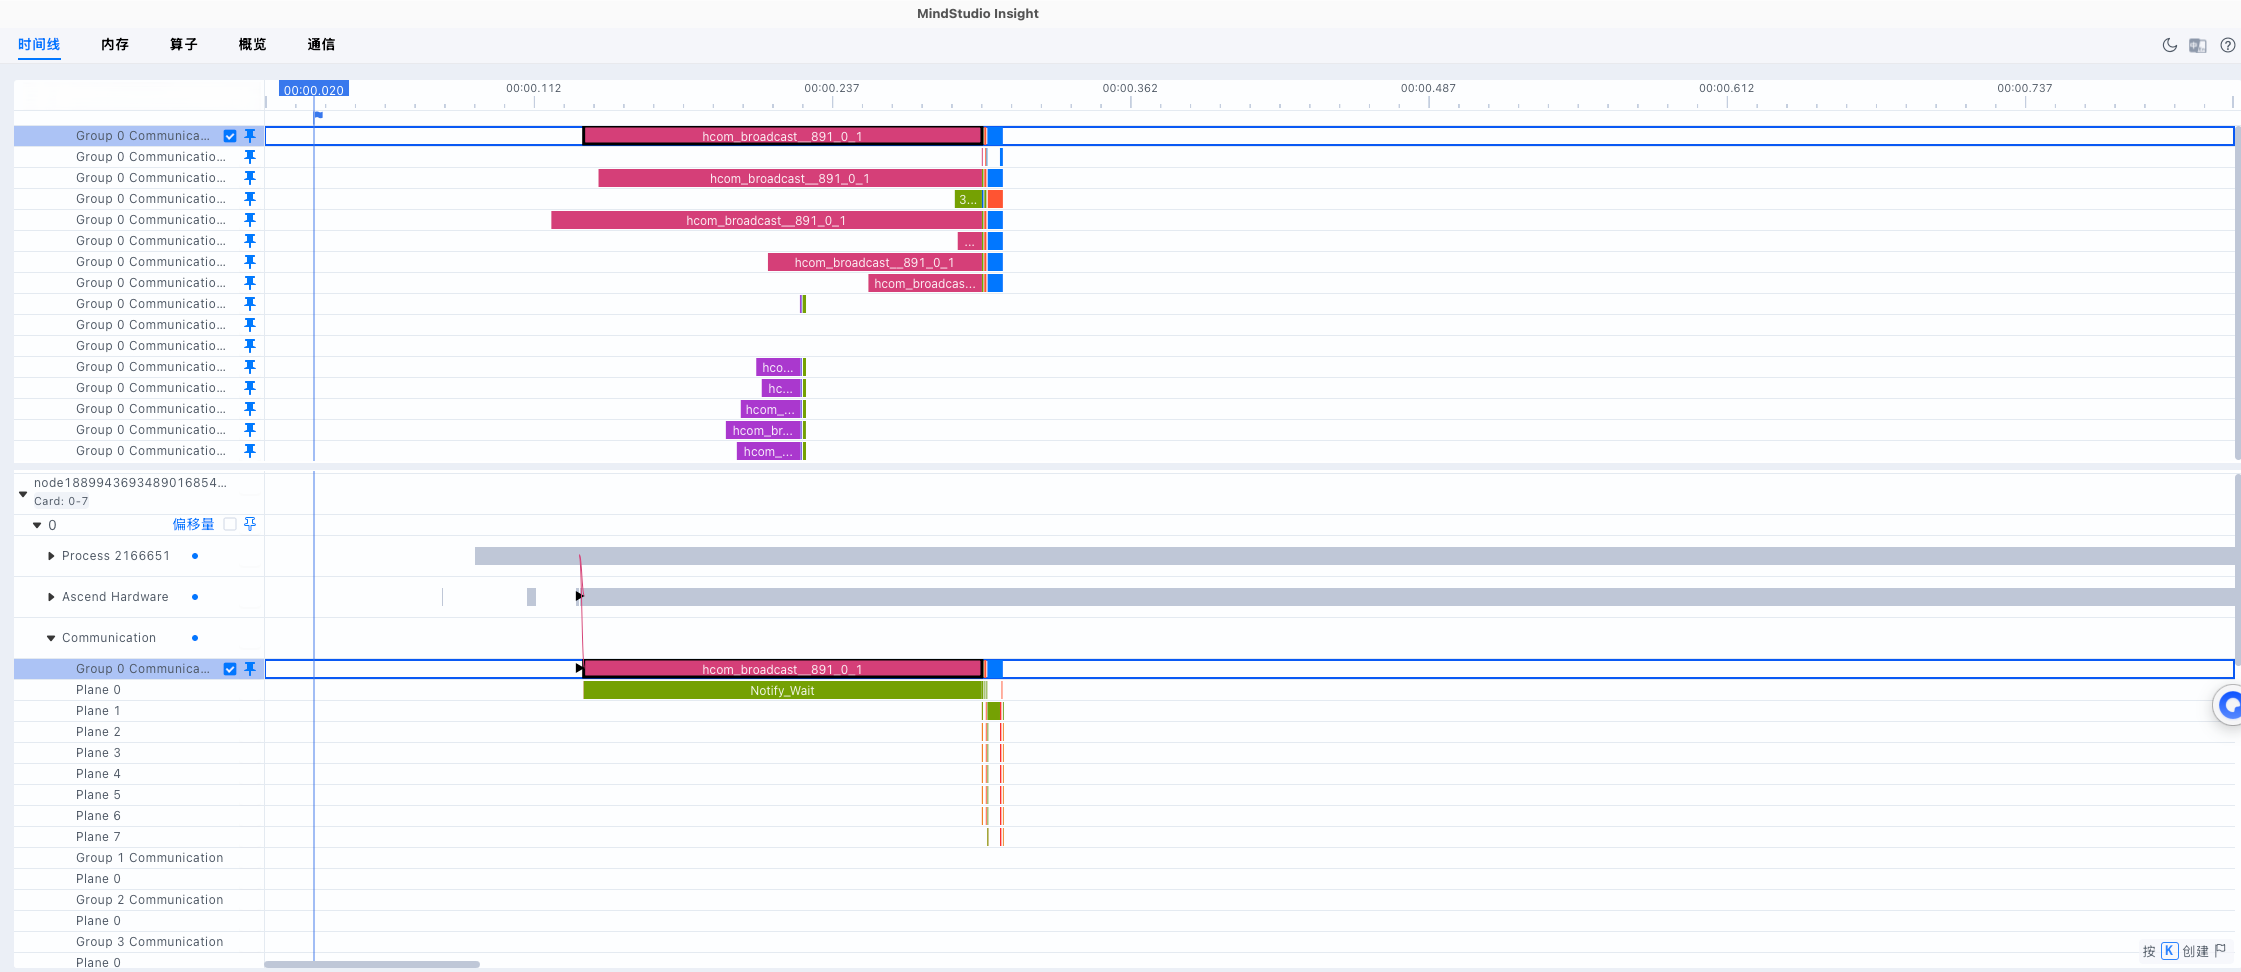 MindStudio Insight
时间线 内存 算子 概览 通信
00:00.020 00:00.112 00:00.237 00:00.362 00:00.487 00:00.612 00:00.737
Group 0 Communica... hcom_broadcast__891_0_1
Group 0 Communicatio...
Group 0 Communicatio... hcom_broadcast__891_0_1
Group 0 Communicatio... 3...
Group 0 Communicatio... hcom_broadcast__891_0_1
Group 0 Communicatio... ...
Group 0 Communicatio... hcom_broadcast__891_0_1
Group 0 Communicatio... hcom_broadcas...
Group 0 Communicatio...
Group 0 Communicatio...
Group 0 Communicatio...
Group 0 Communicatio... hco...
Group 0 Communicatio... hc...
Group 0 Communicatio... hcom_...
Group 0 Communicatio... hcom_br...
Group 0 Communicatio... hcom_...
node1889943693489016854...
Card: 0-7
0 偏移量
Process 2166651
Ascend Hardware
Communication
Group 0 Communica... hcom_broadcast__891_0_1
Plane 0 Notify_Wait
Plane 1
Plane 2
Plane 3
Plane 4
Plane 5
Plane 6
Plane 7
Group 1 Communication
Plane 0
Group 2 Communication
Plane 0
Group 3 Communication
Plane 0
按 K 创建